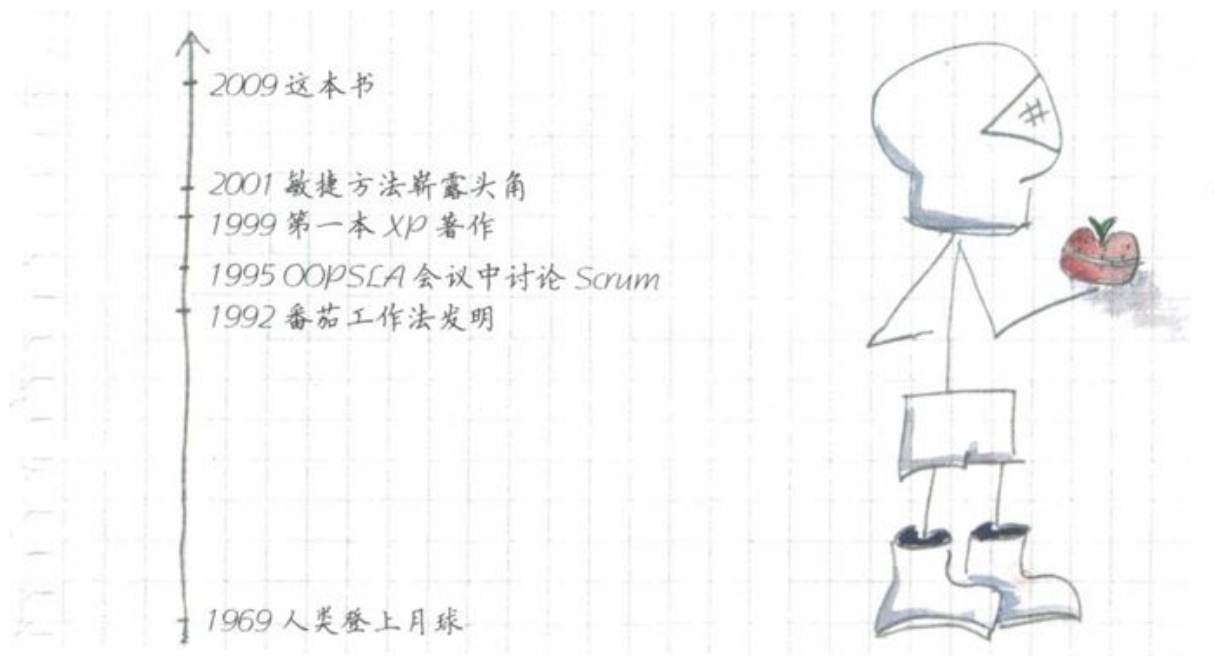 2009 这本书
2001 敏捷方法崭露头角
1999 第一本 XP 著作
1995 OOPSLA 会议中讨论 Scrum
1992 番茄工作法发明
1969 人类登上月球
#